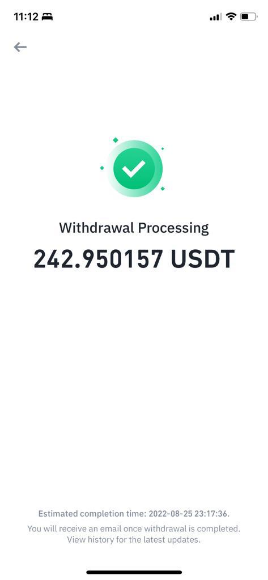 11:12
Withdrawal Processing
242.950157 USDT
Estimated completion time: 2022-08-25 23:17:36.
You will receive an email once withdrawal is completed.
View history for the latest updates.